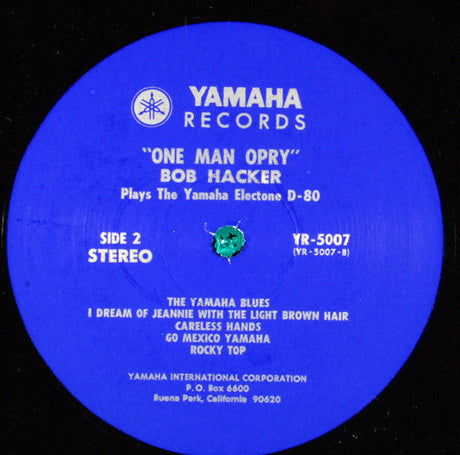 YAMAHA
RECORDS
"ONE MAN OPRY"
BOB HACKER
Plays The Yamaha Electone D-80
SIDE 2
STEREO
YR-5007
(YR-5007-B)
THE YAMAHA BLUES
I DREAM OF JEANNIE WITH THE LIGHT BROWN HAIR
CARELESS HANDS
GO MEXICO YAMAHA
ROCKY TOP
YAMAHA INTERNATIONAL CORPORATION
P.O. Box 6600
Buena Park, California 90620